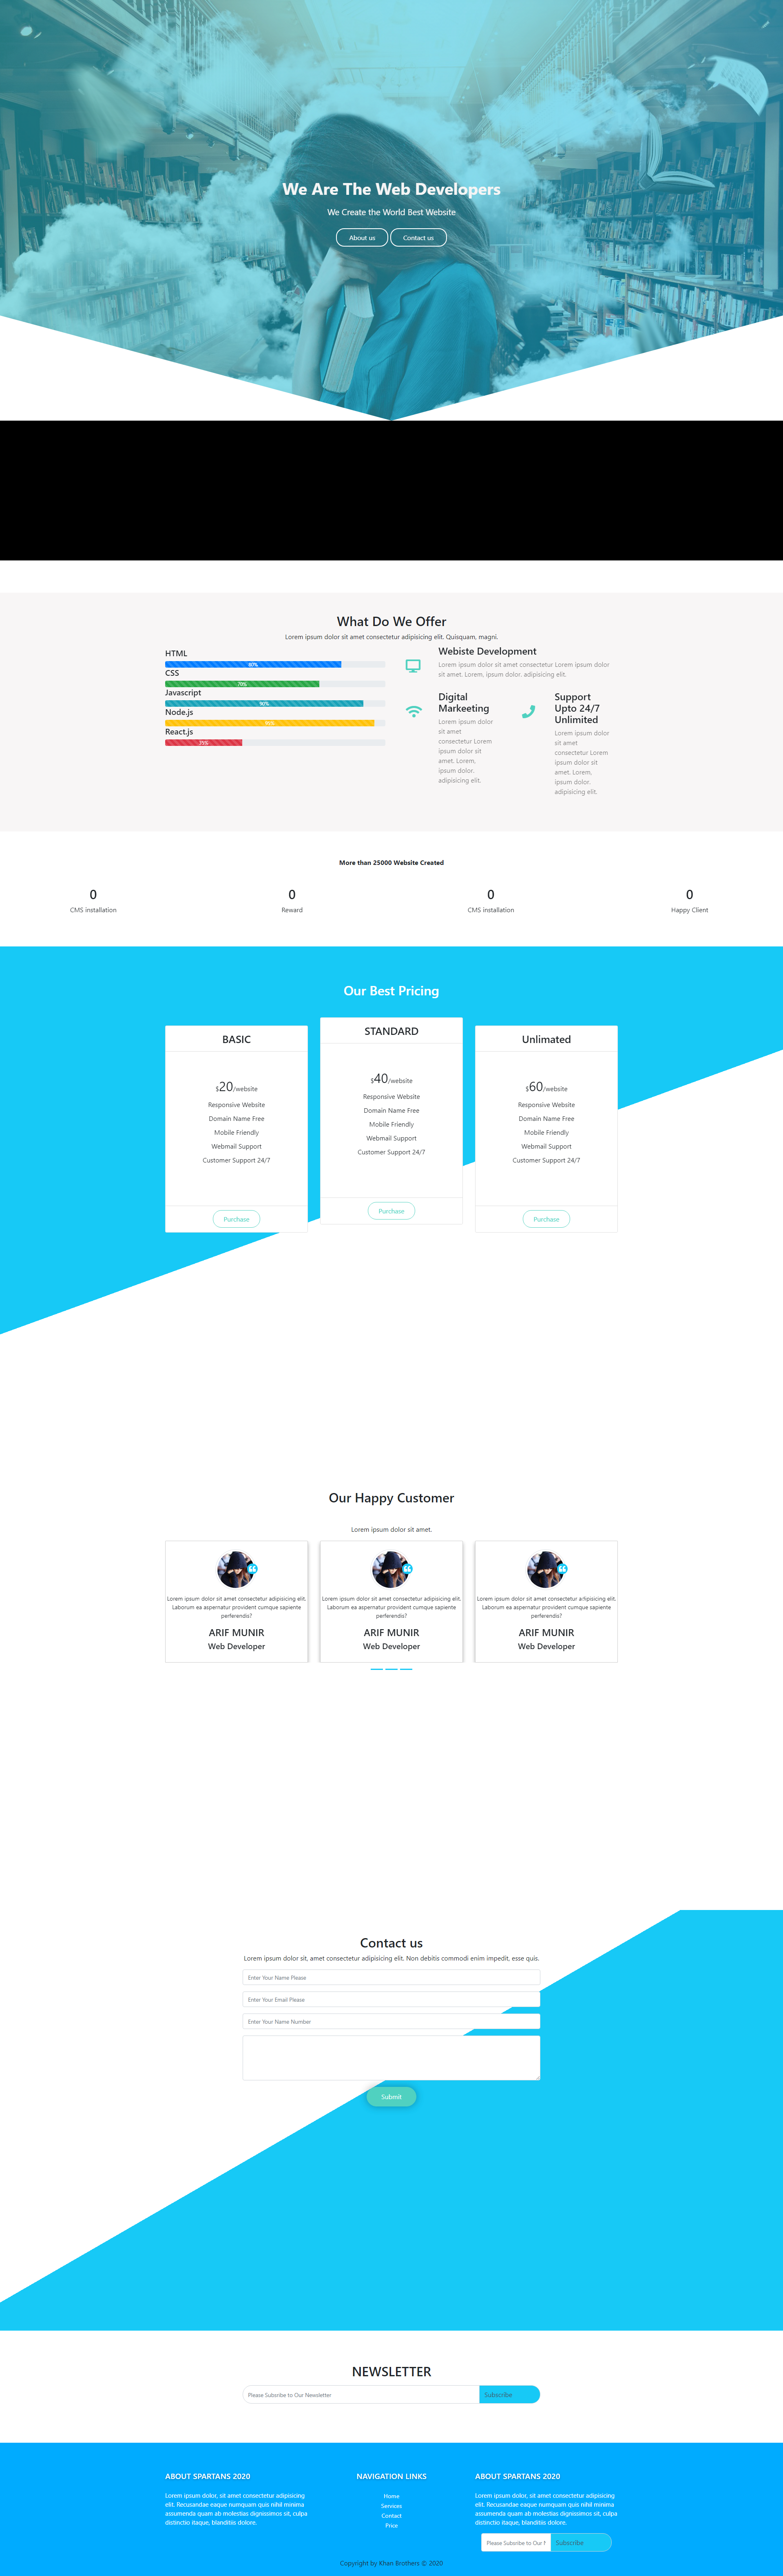 We Are The Web Developers
We Create the World Best Website
About us
Contact us
What Do We Offer
Lorem ipsum dolor sit amet consectetur adipisicing elit. Quisquam, magni.
HTML
80%
CSS
70%
Javascript
90%
Node.js
95%
React.js
35%
Webiste Development
Lorem ipsum dolor sit amet consectetur Lorem ipsum dolor
sit amet. Lorem, ipsum dolor. adipisicing elit.
Digital
Markeeting
Lorem ipsum dolor
sit amet
consectetur Lorem
ipsum dolor sit
amet. Lorem,
ipsum dolor.
adipisicing elit.
Support
Upto 24/7
Unlimited
Lorem ipsum dolor
sit amet
consectetur Lorem
ipsum dolor sit
amet. Lorem,
ipsum dolor.
adipisicing elit.
More than 25000 Website Created
0
CMS installation
0
Reward
0
CMS installation
0
Happy Client
Our Best Pricing
BASIC
$20/website
Responsive Website
Domain Name Free
Mobile Friendly
Webmail Support
Customer Support 24/7
Purchase
STANDARD
$40/website
Responsive Website
Domain Name Free
Mobile Friendly
Webmail Support
Customer Support 24/7
Purchase
Unlimated
$60/website
Responsive Website
Domain Name Free
Mobile Friendly
Webmail Support
Customer Support 24/7
Purchase
Our Happy Customer
Lorem ipsum dolor sit amet.
Lorem ipsum dolor sit amet consectetur adipisicing elit.
Laborum ea aspernatur provident cumque sapiente
perferendis?
ARIF MUNIR
Web Developer
Lorem ipsum dolor sit amet consectetur adipisicing elit.
Laborum ea aspernatur provident cumque sapiente
perferendis?
ARIF MUNIR
Web Developer
Lorem ipsum dolor sit amet consectetur adipisicing elit.
Laborum ea aspernatur provident cumque sapiente
perferendis?
ARIF MUNIR
Web Developer
Contact us
Lorem ipsum dolor sit, amet consectetur adipisicing elit. Non debitis commodi enim impedit, esse quis.
Enter Your Name Please
Enter Your Email Please
Enter Your Name Number
Submit
NEWSLETTER
Please Subsribe to Our Newsletter
Subscribe
ABOUT SPARTANS 2020
Lorem ipsum dolor, sit amet consectetur adipisicing
elit. Recusandae eaque numquam quis nihil minima
assumenda quam ab molestias dignissimos sit, culpa
distinctio itaque, blanditiis dolore.
NAVIGATION LINKS
Home
Services
Contact
Price
ABOUT SPARTANS 2020
Lorem ipsum dolor, sit amet consectetur adipisicing
elit. Recusandae eaque numquam quis nihil minima
assumenda quam ab molestias dignissimos sit, culpa
distinctio itaque, blanditiis dolore.
Please Subsribe to Our N
Subscribe
Copyright by Khan Brothers © 2020